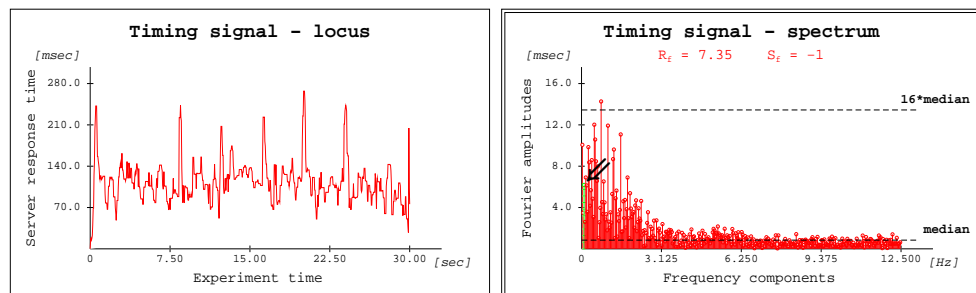 Timing signal - locus
[msec]
280.0
210.0
140.0
70.0
Server response time
0
7.50
15.00
22.50
30.00
[sec]
Experiment time
Timing signal - spectrum
[msec]
R_f = 7.35 S_f = -1
16.0
12.0
8.0
4.0
Fourier amplitudes
16*median
median
0
3.125
6.250
9.375
12.500
[Hz]
Frequency components